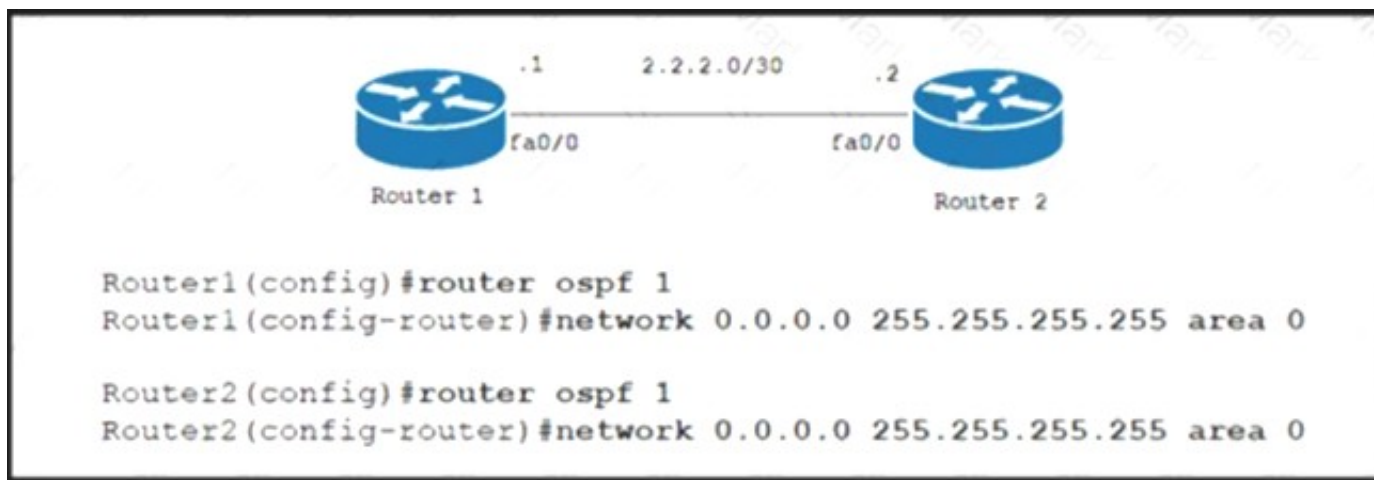 .1 2.2.2.0/30 .2
fa0/0 fa0/0
Router 1 Router 2
Router1(config)#router ospf 1
Router1(config-router)#network 0.0.0.0 255.255.255.255 area 0
Router2(config)#router ospf 1
Router2(config-router)#network 0.0.0.0 255.255.255.255 area 0